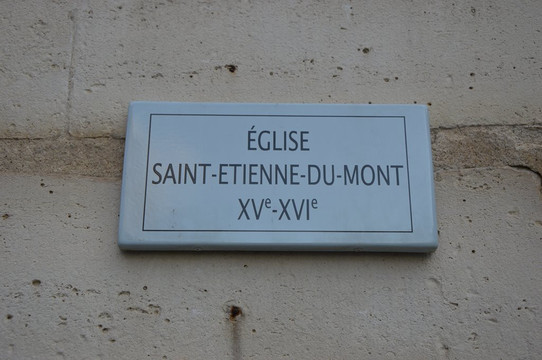 ÉGLISE
SAINT-ETIENNE-DU-MONT
XVᵉ-XVIᵉ